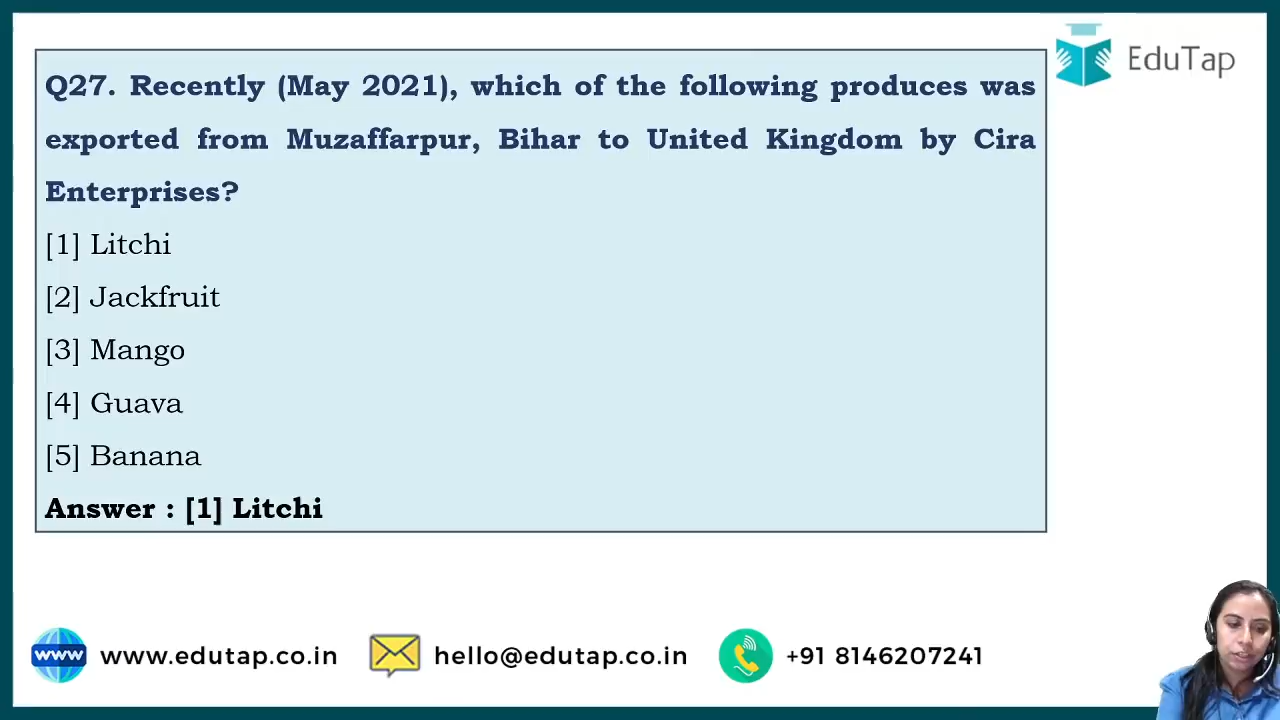 EduTap
Q27. Recently (May 2021), which of the following produces was
exported from Muzaffarpur, Bihar to United Kingdom by Cira
Enterprises?
[1] Litchi
[2] Jackfruit
[3] Mango
[4] Guava
[5] Banana
Answer : [1] Litchi
www www.edutap.co.in hello@edutap.co.in +91 8146207241